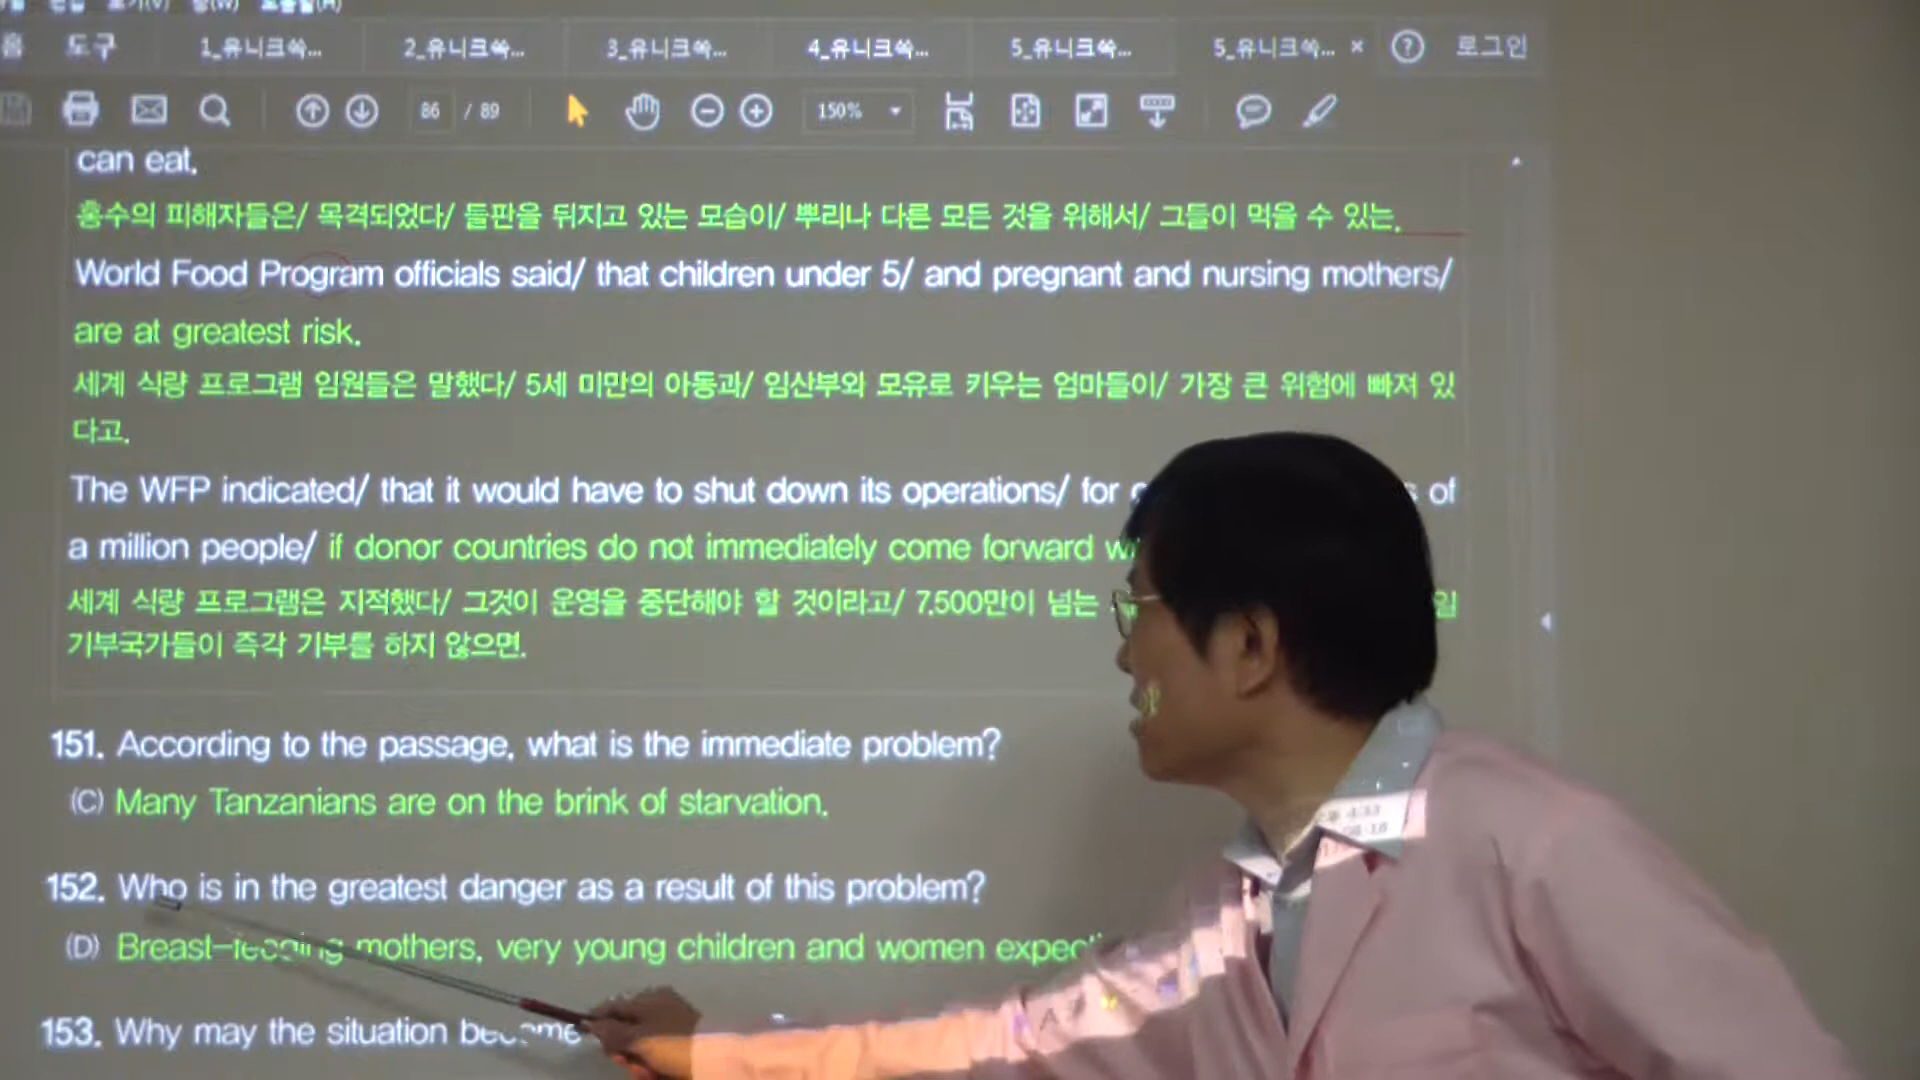 홈 도구 1_유니크쏙... 2_유니크쏙... 3_유니크쏙... 4_유니크쏙... 5_유니크쏙... 5_유니크쏙... × ? 로그인
86 / 89 150%
can eat.
홍수의 피해자들은/ 목격되었다/ 들판을 뒤지고 있는 모습이/ 뿌리나 다른 모든 것을 위해서/ 그들이 먹을 수 있는.
World Food Program officials said/ that children under 5/ and pregnant and nursing mothers/
are at greatest risk.
세계 식량 프로그램 임원들은 말했다/ 5세 미만의 아동과/ 임산부와 모유로 키우는 엄마들이/ 가장 큰 위험에 빠져 있
다고.
The WFP indicated/ that it would have to shut down its operations/ for of
a million people/ if donor countries do not immediately come forward
세계 식량 프로그램은 지적했다/ 그것이 운영을 중단해야 할 것이라고/ 7,500만이 넘는
기부국가들이 즉각 기부를 하지 않으면.
151. According to the passage, what is the immediate problem?
(C) Many Tanzanians are on the brink of starvation.
152. Who is in the greatest danger as a result of this problem?
(D) Breast-feeding mothers, very young children and women
153. Why may the situation become